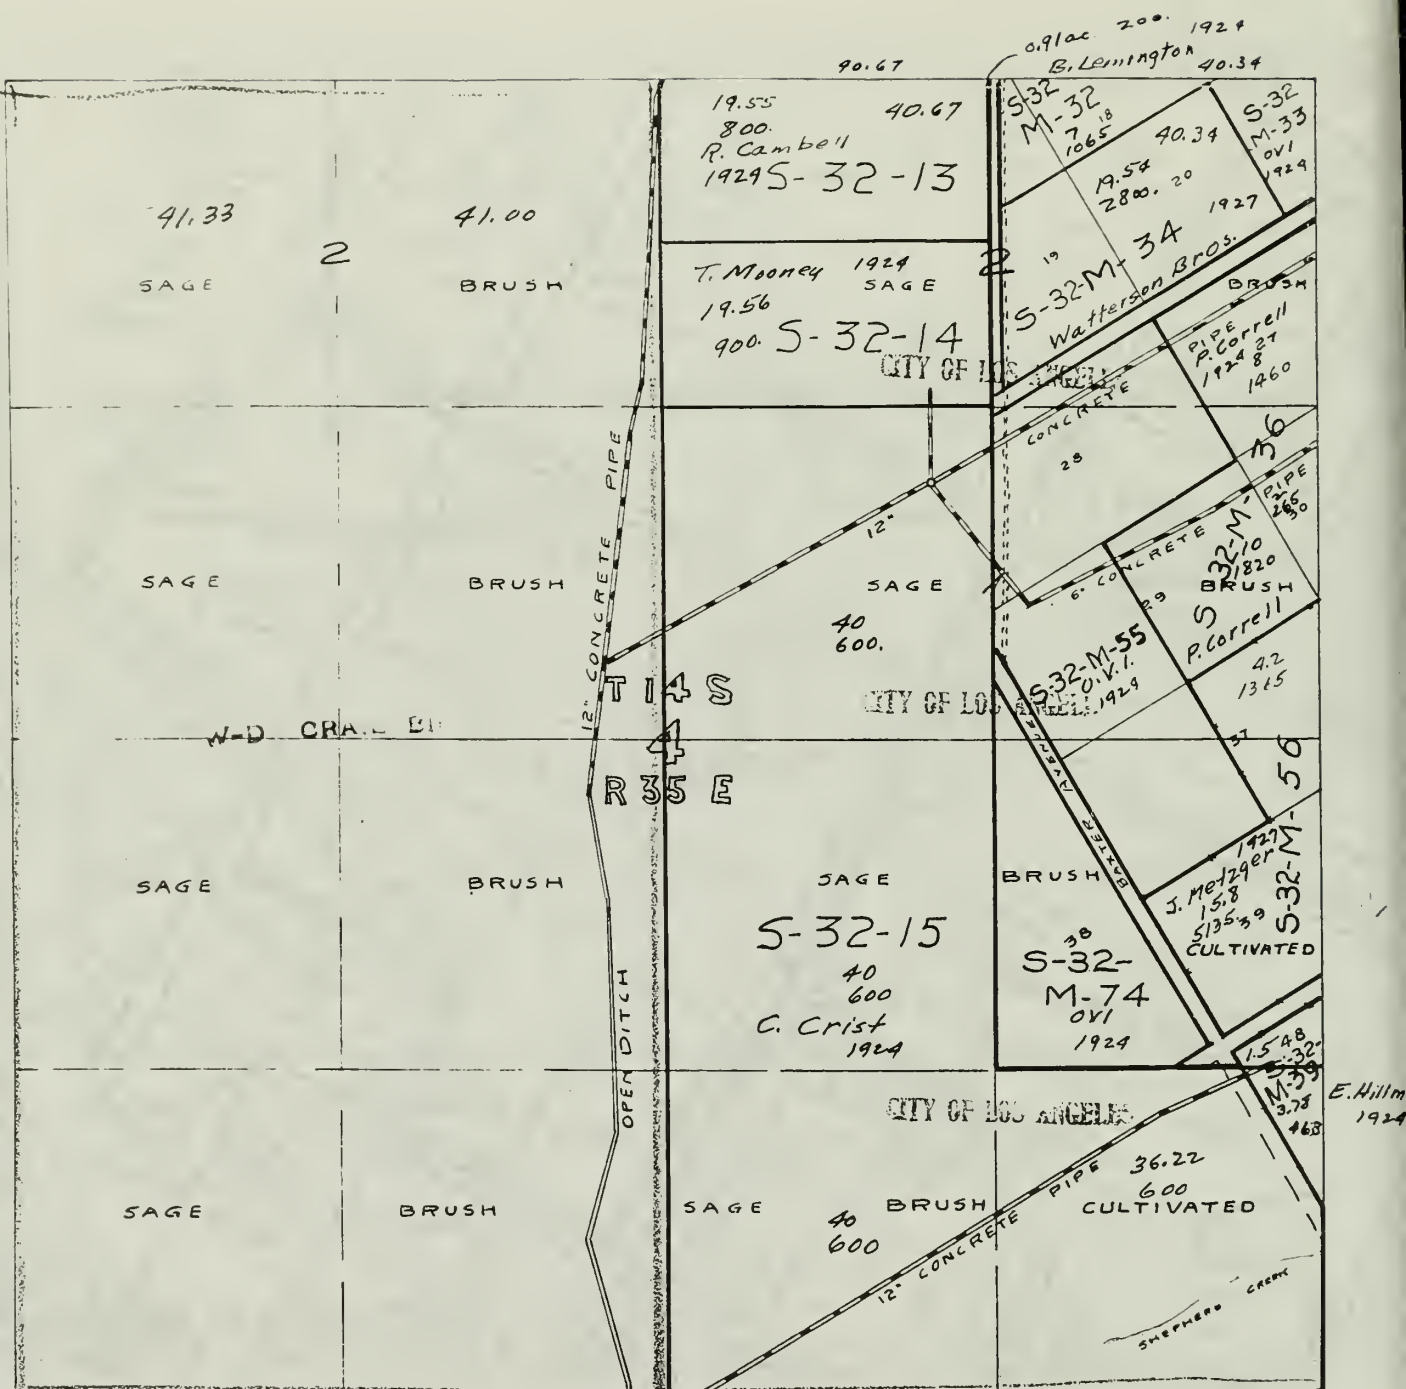 0.91ac 200. 1924
B. Lemington
90.67
40.34
19.55
800.
40.67
R. Cambell
1924 S-32-13
S-32
M-32
7 18
1065
40.34
S-32
M-33
OVI
1924
19.54
2800. 20
1927
41.33
41.00
2
SAGE
BRUSH
T. Mooney 1924
SAGE
19.56
900. S-32-14
2
19
S-32-M-34
Watterson Bros.
BRUSH
CITY OF LOS ANGELE
PIPE
P. Correll
1924 27
8
1460
CONCRETE
28
36
12" CONCRETE PIPE
12"
PIPE
265
30
SAGE
BRUSH
SAGE
40
600.
6" CONCRETE
S 32-M-
10
1820
BRUSH
29
P. Correll
S-32-M-55
O.V.I.
1924
4.2
1365
T 14 S
4
R 35 E
CITY OF LOS ANGELE
W-D
37
56
AVENUE
BAXTER
SAGE
BRUSH
SAGE
BRUSH
S-32-15
40
600
C. Crist
1924
1927
J. Metzger
15.8
5135. 39
S-32-M-
CULTIVATED
38
S-32-
M-74
OVI
1924
OPEN DITCH
1.5 48
S-32-
M-39
3.78
468
E. Hillm
1924
CITY OF LOS ANGELES
SAGE
BRUSH
SAGE
BRUSH
40
600
36.22
600
CULTIVATED
12" CONCRETE PIPE
SHEPHERD CREEK